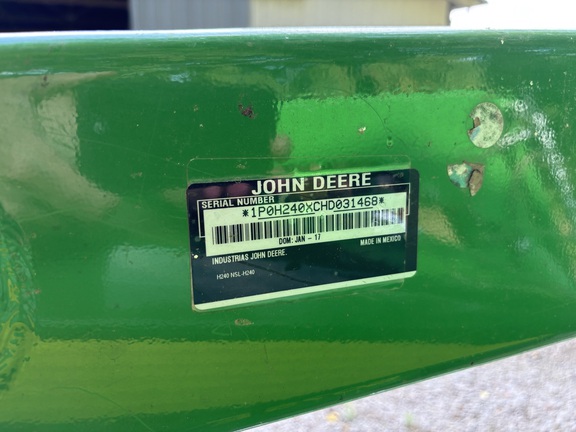 JOHN DEERE
SERIAL NUMBER
*1P0H240XCHD031468*
DOM: JAN - 17
MADE IN MEXICO
INDUSTRIAS JOHN DEERE.
H240 NSL-H240